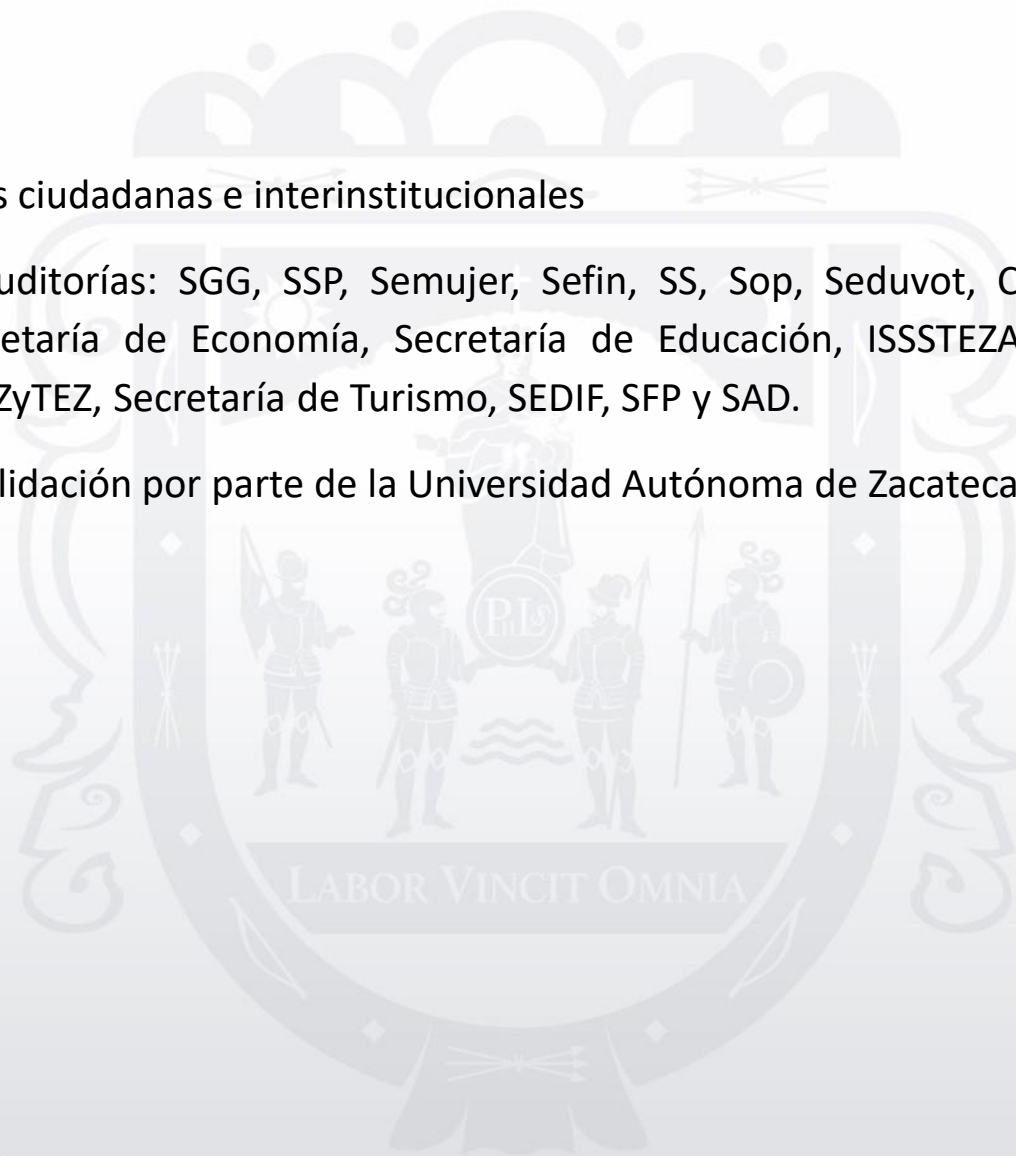 s ciudadanas e interinstitucionales
uditorías: SGG, SSP, Semujer, Sefin, SS, Sop, Seduvot,
etaría de Economía, Secretaría de Educación, ISSSTEZA
ZyTEZ, Secretaría de Turismo, SEDIF, SFP y SAD.
lidación por parte de la Universidad Autónoma de Zacateca
LABOR VINCIT OMNIA